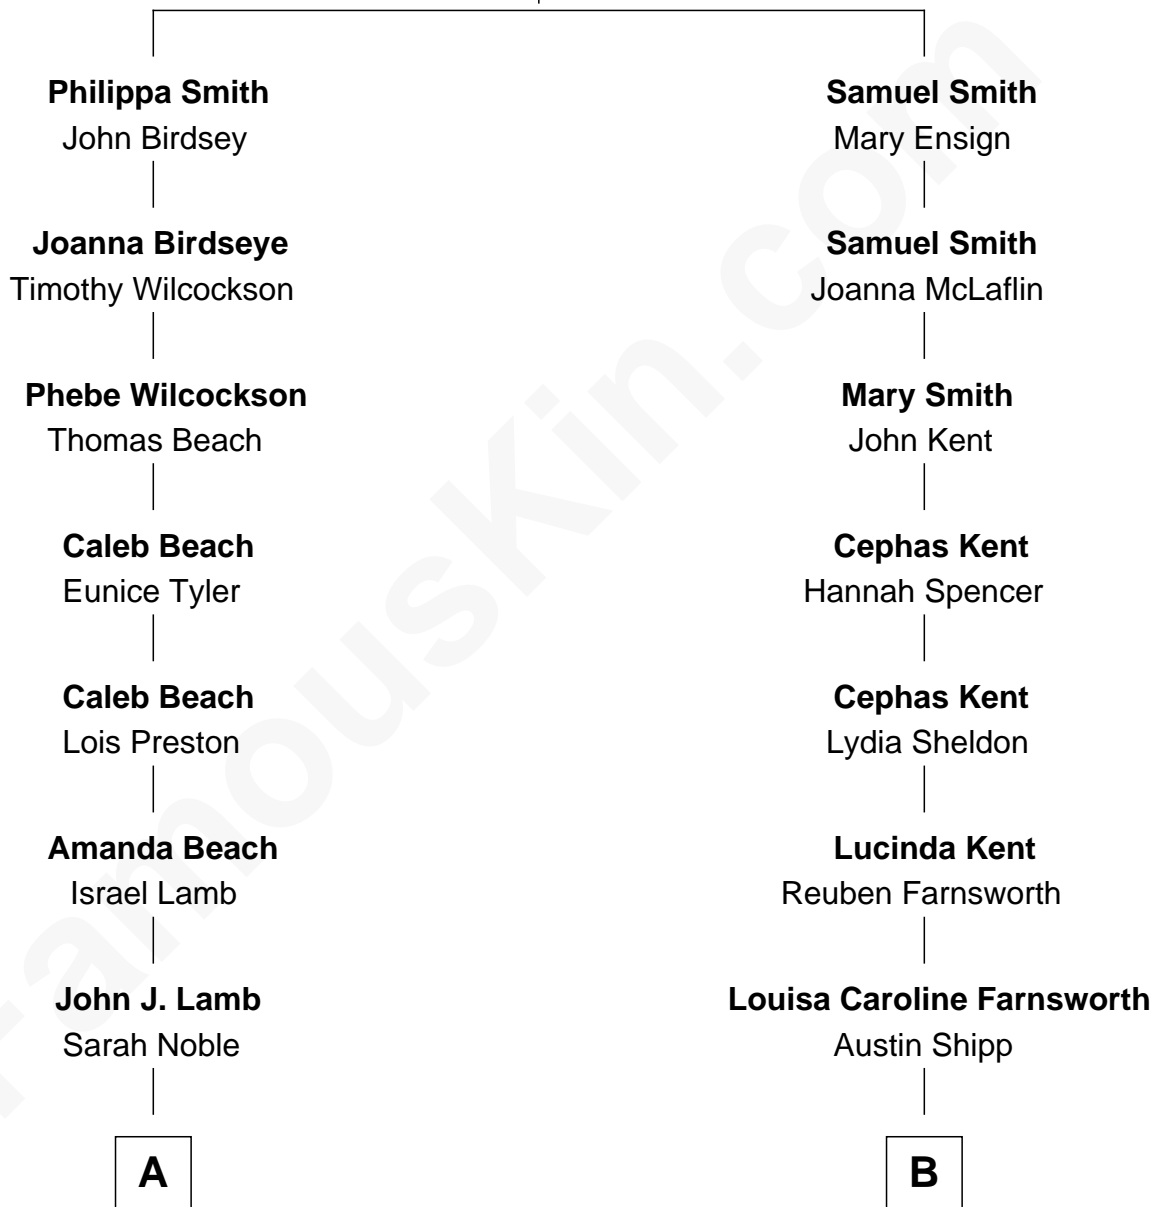 Philippa Smith
John Birdsey
Joanna Birdseye
Timothy Wilcockson
Phebe Wilcockson
Thomas Beach
Caleb Beach
Eunice Tyler
Caleb Beach
Lois Preston
Amanda Beach
Israel Lamb
John J. Lamb
Sarah Noble
A
Samuel Smith
Mary Ensign
Samuel Smith
Joanna McLaflin
Mary Smith
John Kent
Cephas Kent
Hannah Spencer
Cephas Kent
Lydia Sheldon
Lucinda Kent
Reuben Farnsworth
Louisa Caroline Farnsworth
Austin Shipp
B
FamousKin.com